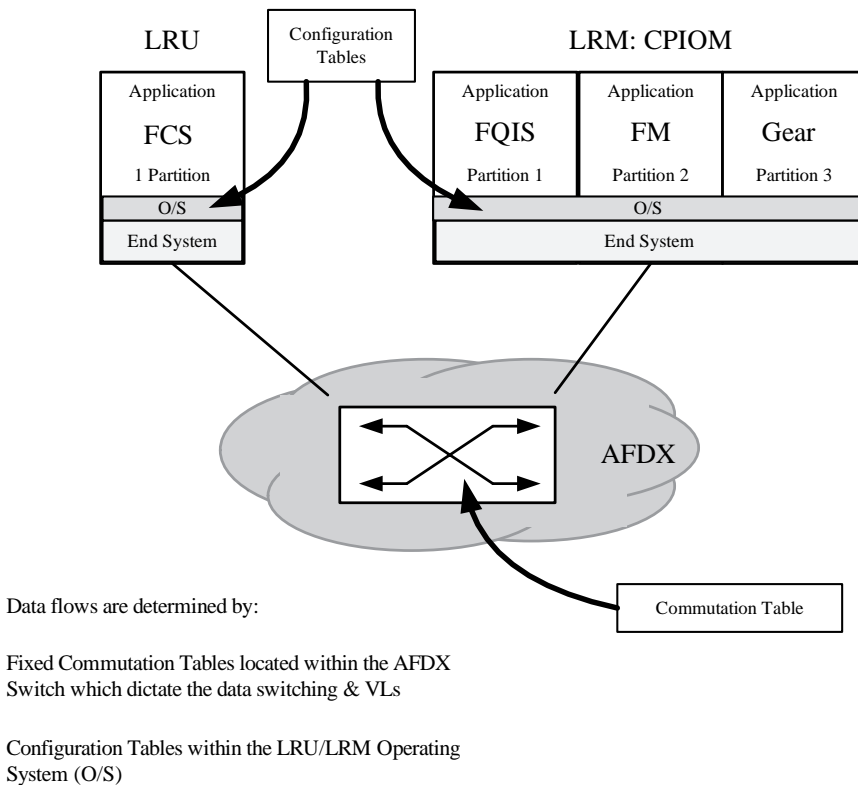 LRU
Configuration
Tables
LRM: CPIOM
Application
FCS
1 Partition
O/S
End System
Application
FQIS
Partition 1
Application
FM
Partition 2
Application
Gear
Partition 3
O/S
End System
AFDX
Commutation Table
Data flows are determined by:
Fixed Commutation Tables located within the AFDX
Switch which dictate the data switching & VLs
Configuration Tables within the LRU/LRM Operating
System (O/S)